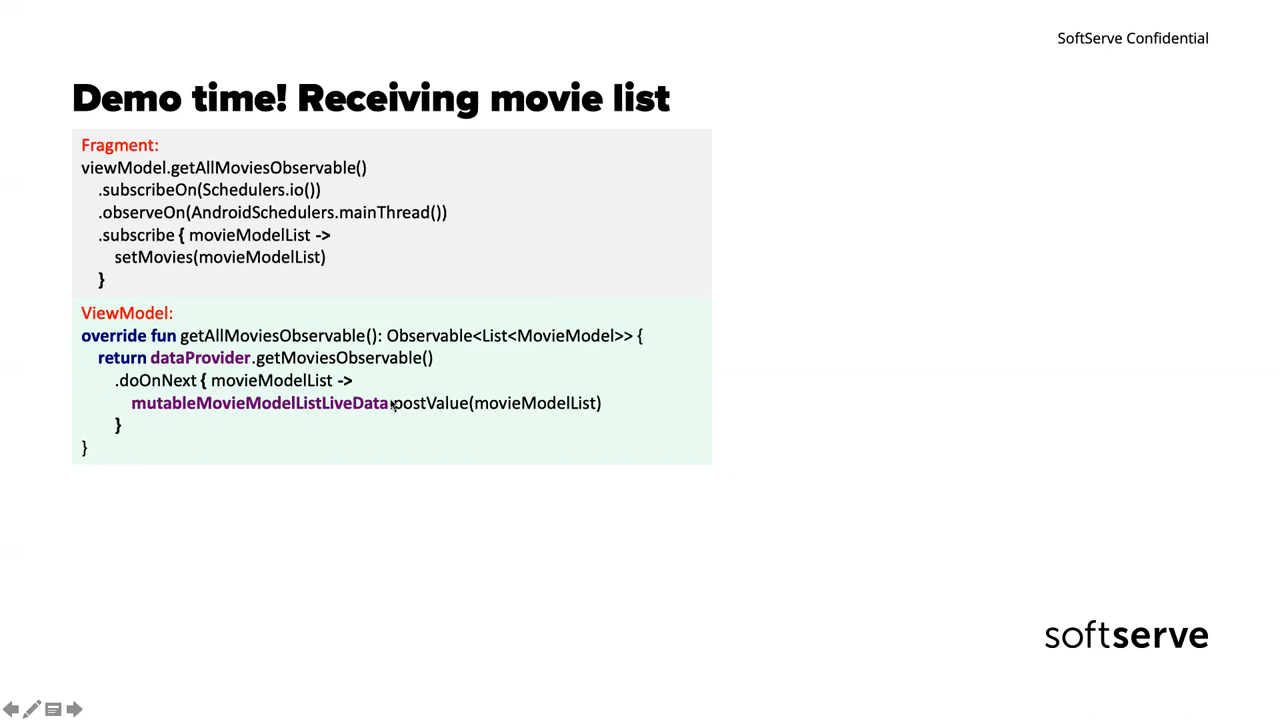 SoftServe Confidential
Demo time! Receiving movie list
Fragment:
viewModel.getAllMoviesObservable()
.subscribeOn(Schedulers.io())
.observeOn(AndroidSchedulers.mainThread())
.subscribe { movieModelList ->
setMovies(movieModelList)
}
ViewModel:
override fun getAllMoviesObservable(): Observable<List<MovieModel>> {
return dataProvider.getMoviesObservable()
.doOnNext { movieModelList ->
mutableMovieModelListLiveData.postValue(movieModelList)
}
}
softserve